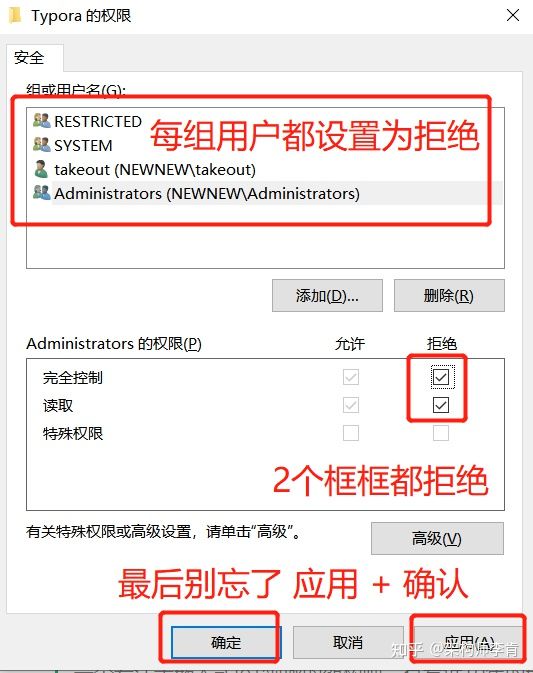 Typora 的权限
安全
组或用户名(G):
RESTRICTED
每组用户都设置为拒绝
SYSTEM
takeout (NEWNEW\takeout)
Administrators (NEWNEW\Administrators)
添加(D)...
删除(R)
Administrators 的权限(P)
允许
拒绝
完全控制
读取
特殊权限
2个框框都拒绝
有关特殊权限或高级设置，请单击“高级”。
高级(V)
最后别忘了 应用 + 确认
确定
取消
应用(A)
知乎 @架构师李肯